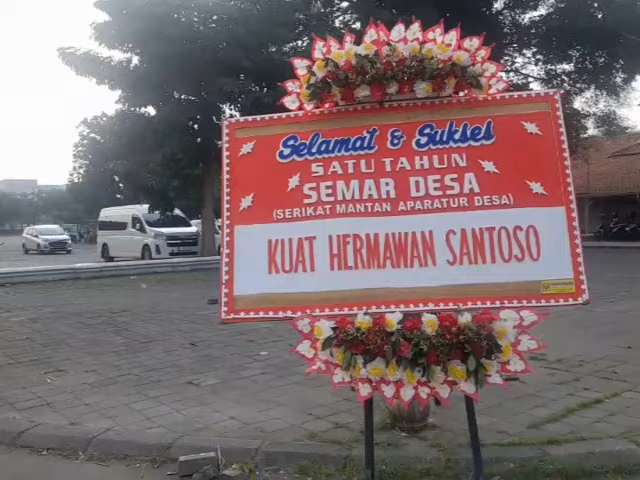 Selamat & Sukses
SATU TAHUN
SEMAR DESA
(SERIKAT MANTAN APARATUR DESA)
KUAT HERMAWAN SANTOSO